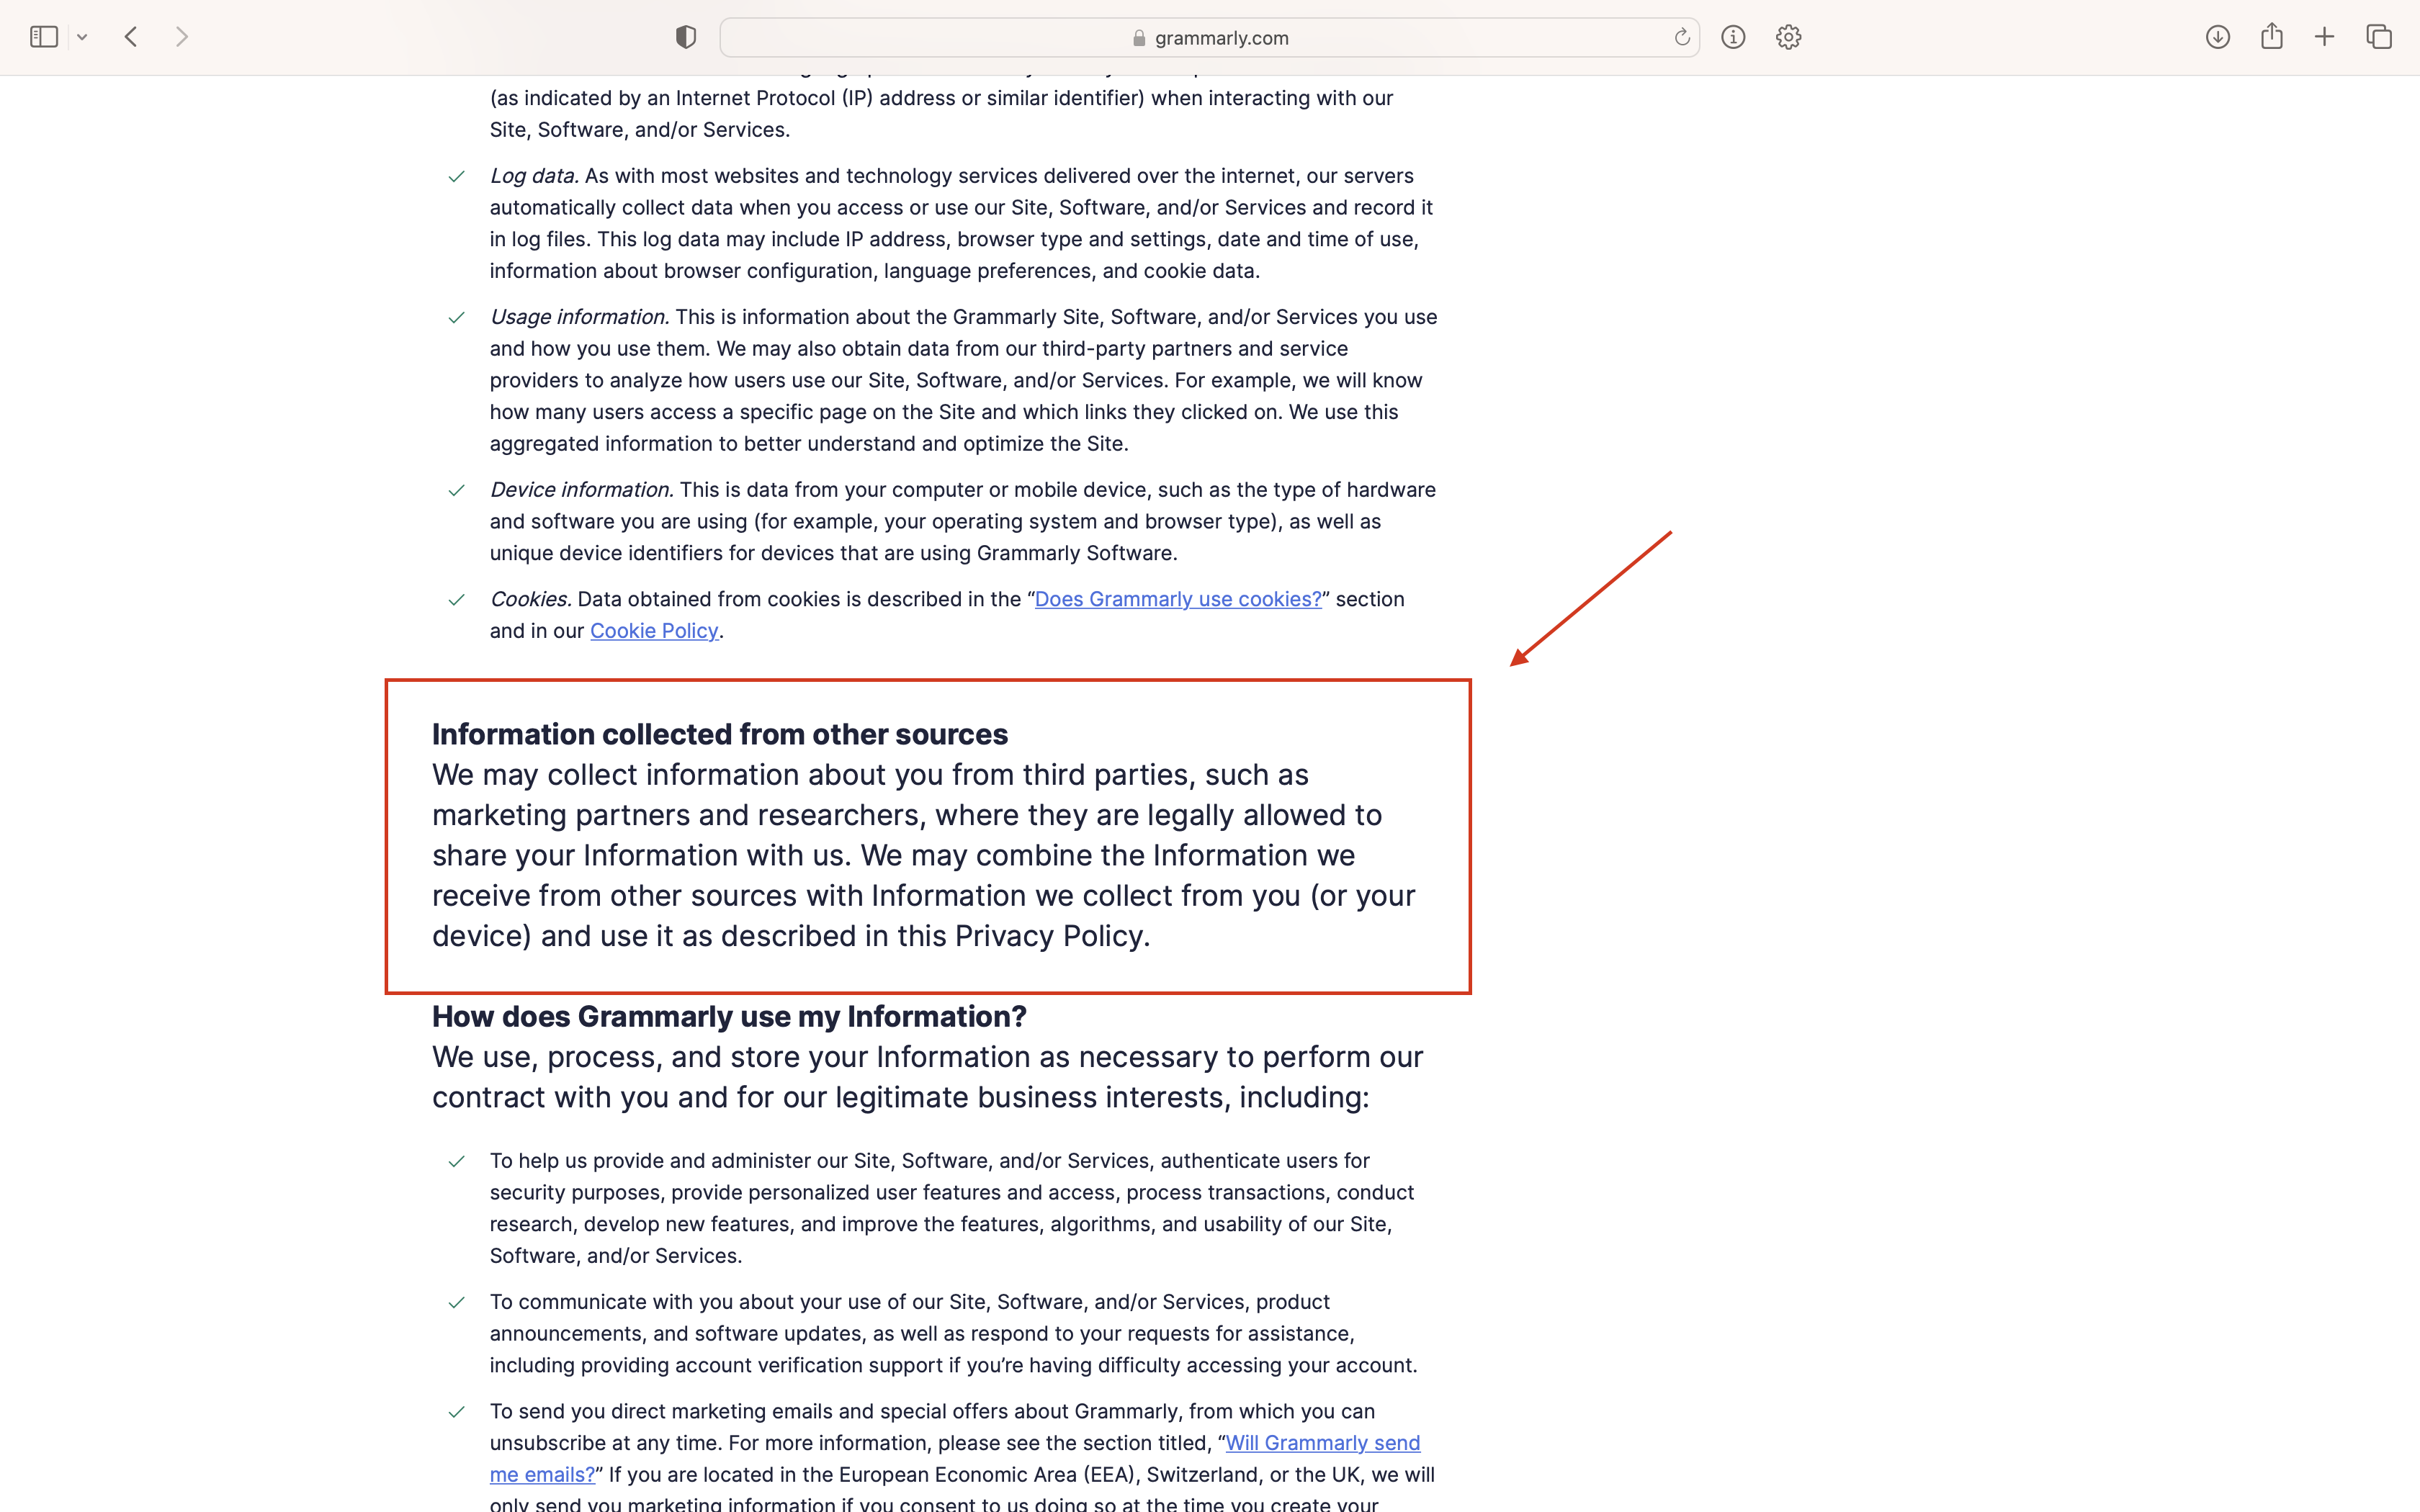 grammarly.com
(as indicated by an Internet Protocol (IP) address or similar identifier) when interacting with our
Site, Software, and/or Services.
Log data. As with most websites and technology services delivered over the internet, our servers
automatically collect data when you access or use our Site, Software, and/or Services and record it
in log files. This log data may include IP address, browser type and settings, date and time of use,
information about browser configuration, language preferences, and cookie data.
Usage information. This is information about the Grammarly Site, Software, and/or Services you use
and how you use them. We may also obtain data from our third-party partners and service
providers to analyze how users use our Site, Software, and/or Services. For example, we will know
how many users access a specific page on the Site and which links they clicked on. We use this
aggregated information to better understand and optimize the Site.
Device information. This is data from your computer or mobile device, such as the type of hardware
and software you are using (for example, your operating system and browser type), as well as
unique device identifiers for devices that are using Grammarly Software.
Cookies. Data obtained from cookies is described in the “Does Grammarly use cookies?” section
and in our Cookie Policy.
Information collected from other sources
We may collect information about you from third parties, such as
marketing partners and researchers, where they are legally allowed to
share your Information with us. We may combine the Information we
receive from other sources with Information we collect from you (or your
device) and use it as described in this Privacy Policy.
How does Grammarly use my Information?
We use, process, and store your Information as necessary to perform our
contract with you and for our legitimate business interests, including:
To help us provide and administer our Site, Software, and/or Services, authenticate users for
security purposes, provide personalized user features and access, process transactions, conduct
research, develop new features, and improve the features, algorithms, and usability of our Site,
Software, and/or Services.
To communicate with you about your use of our Site, Software, and/or Services, product
announcements, and software updates, as well as respond to your requests for assistance,
including providing account verification support if you’re having difficulty accessing your account.
To send you direct marketing emails and special offers about Grammarly, from which you can
unsubscribe at any time. For more information, please see the section titled, “Will Grammarly send
me emails?” If you are located in the European Economic Area (EEA), Switzerland, or the UK, we will
only send you marketing information if you consent to us doing so at the time you create your